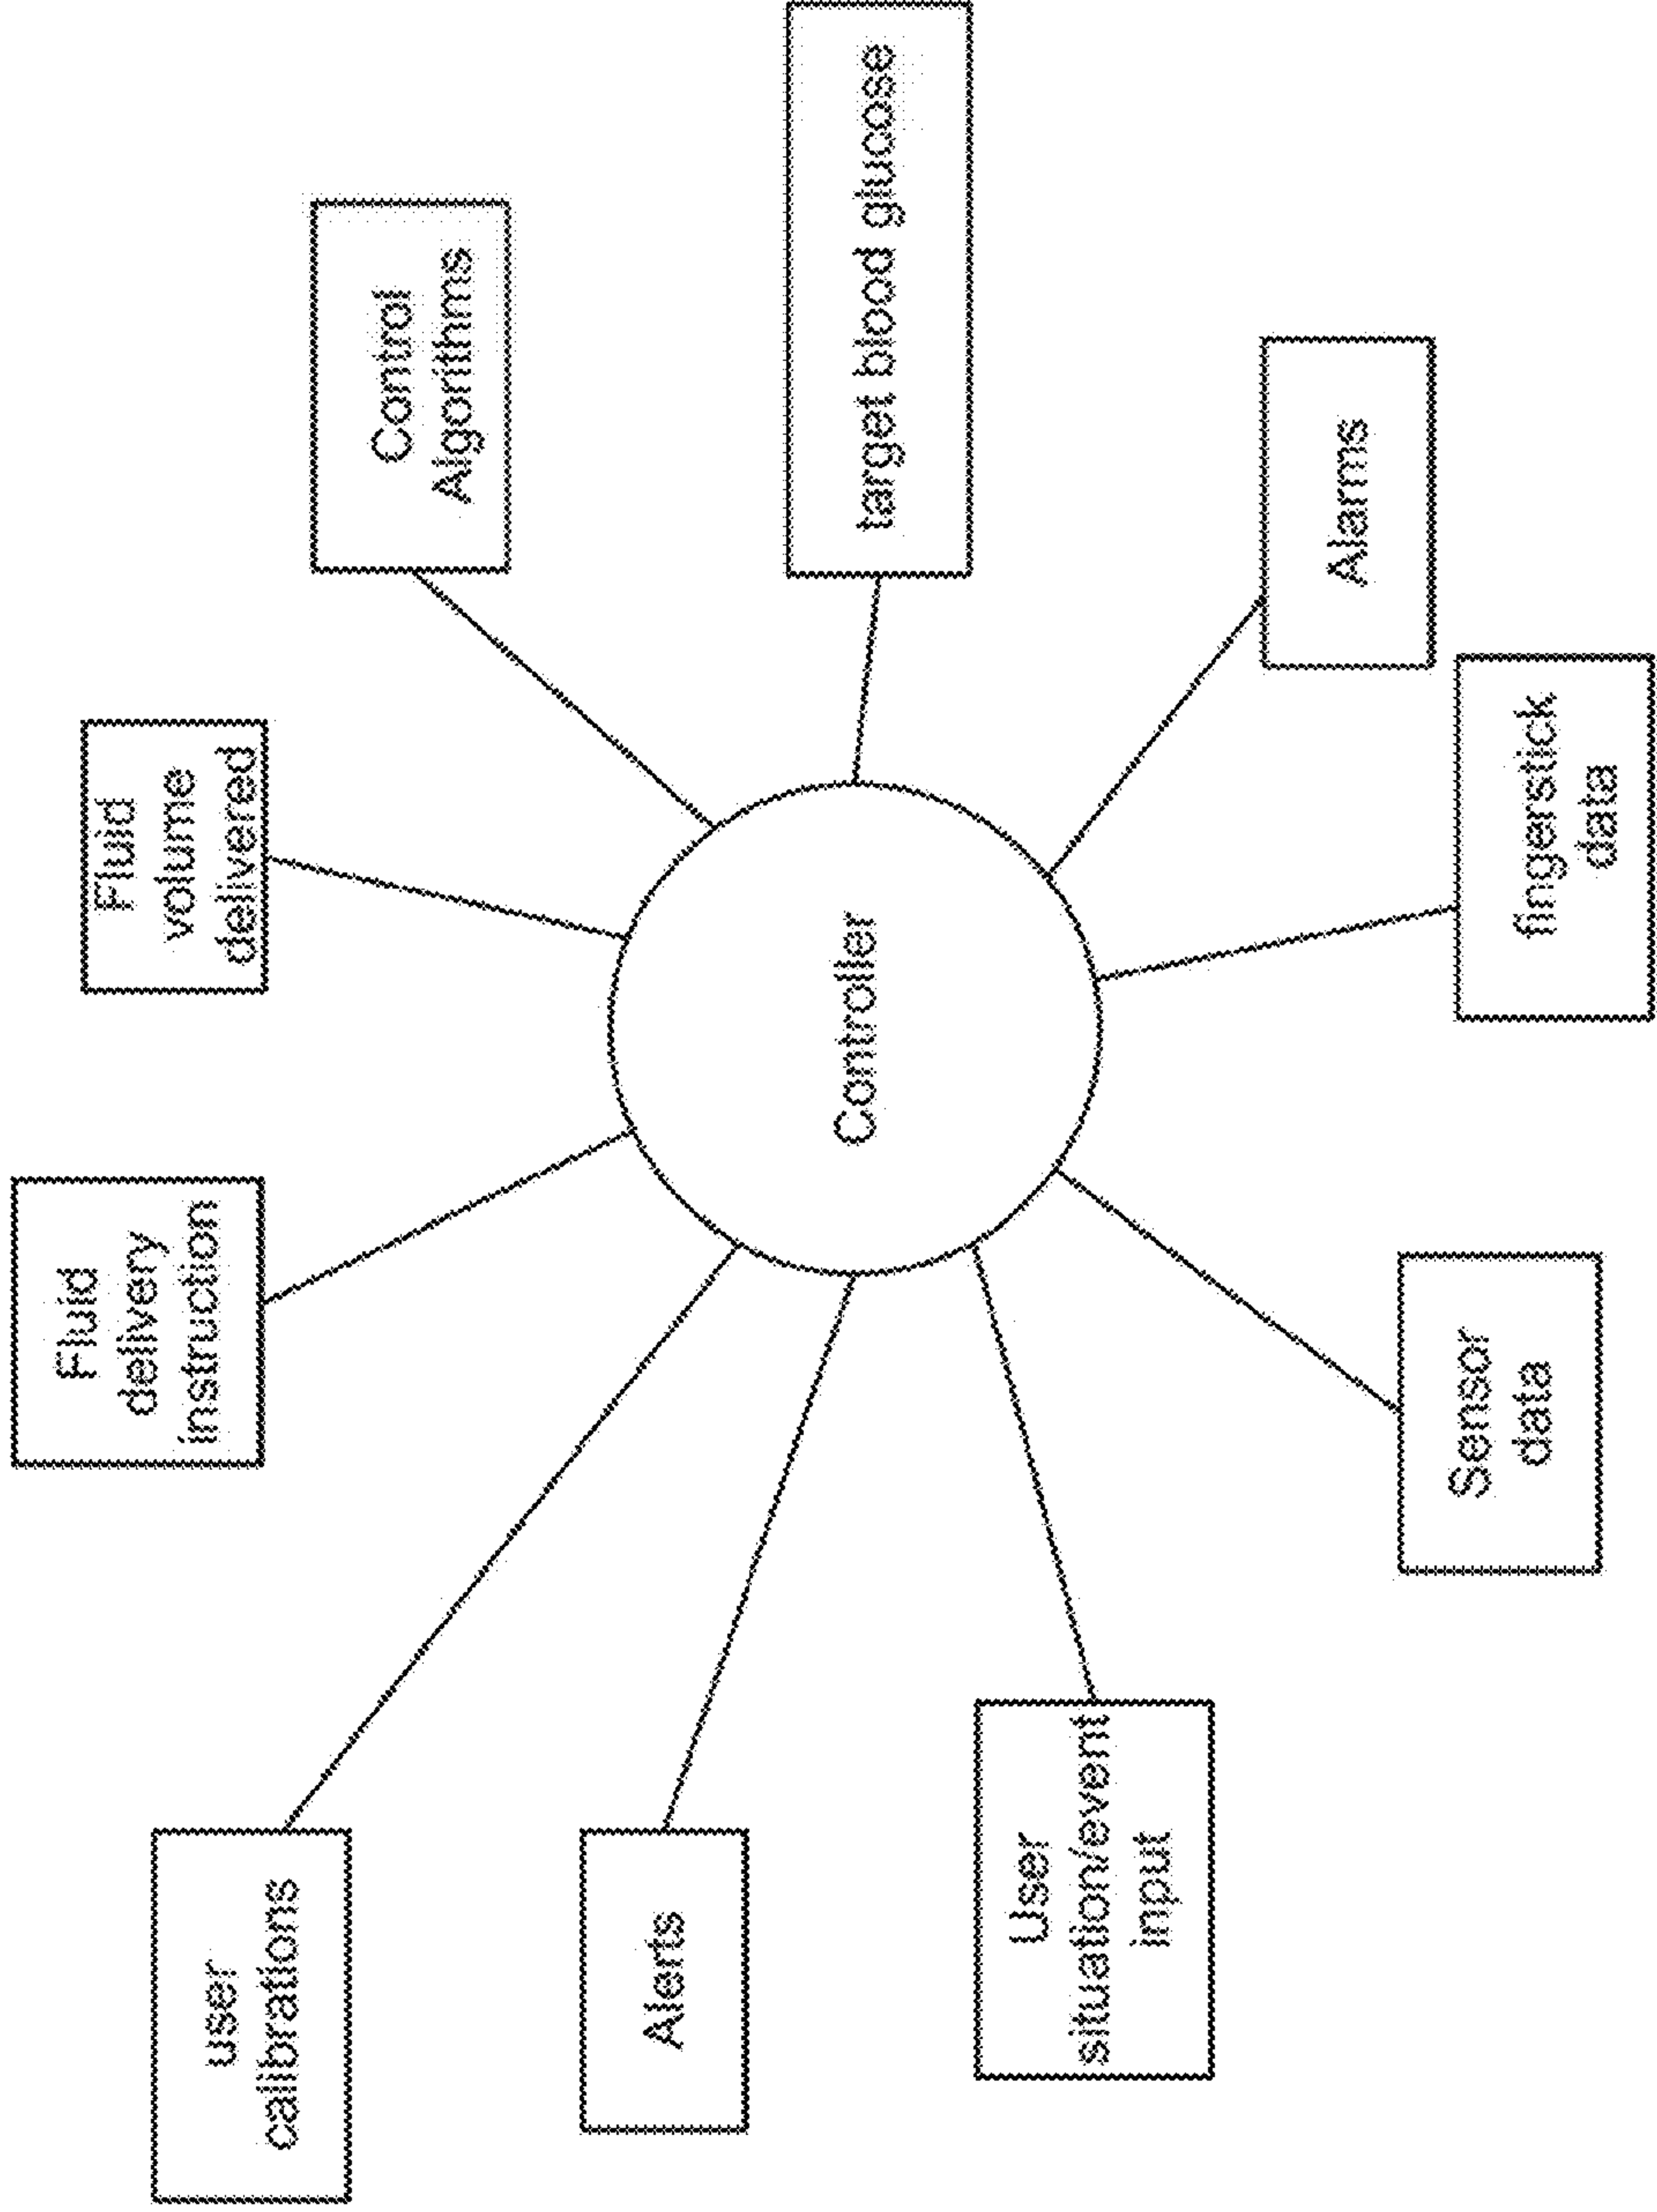 Fluid
delivery
instruction
Fluid
volume
delivered
user
calibrations
Control
Algorithms
Alerts
Controller
target blood glucose
User
situation/event
input
Alarms
Sensor
data
fingerstick
data